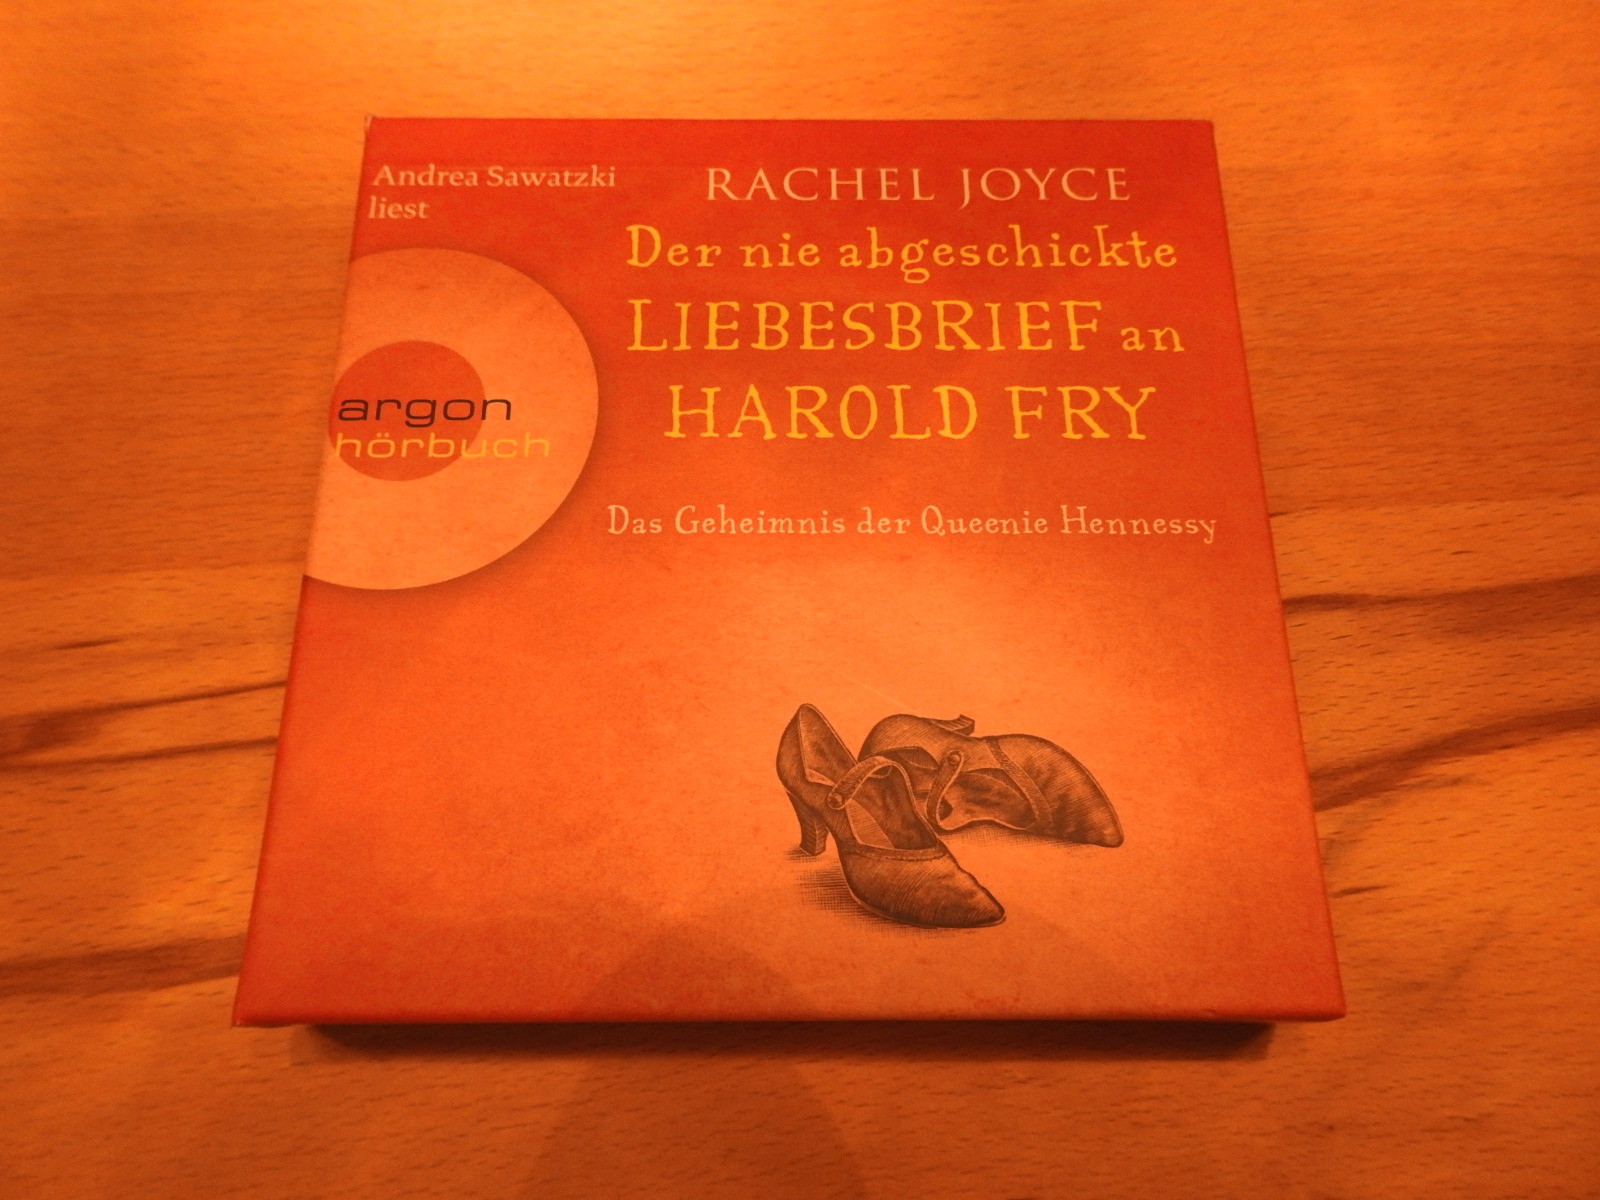 Andrea Sawatzki
liest
RACHEL JOYCE
Der nie abgeschickte
LIEBESBRIEF an
HAROLD FRY
argon
hörbuch
Das Geheimnis der Queenie Hennessy